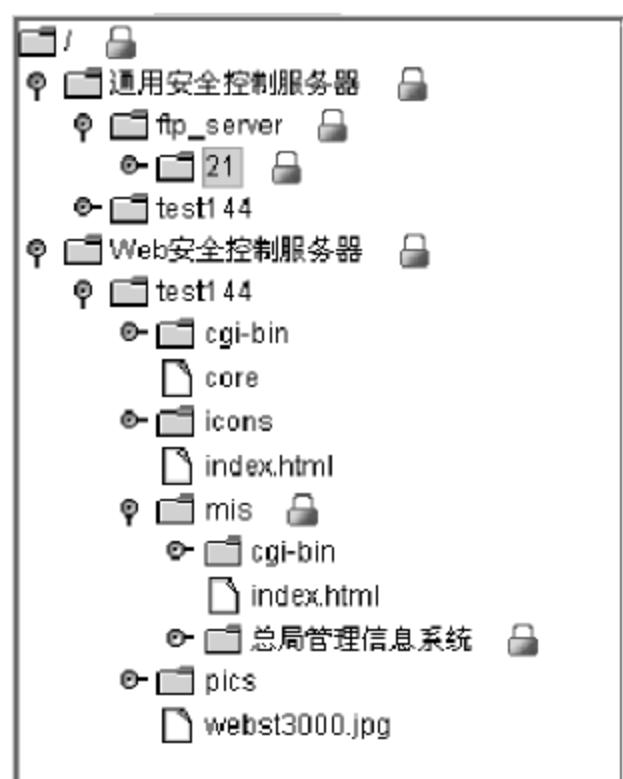 /
通用安全控制服务器
ftp_server
21
test144
Web安全控制服务器
test144
cgi-bin
core
icons
index.html
mis
cgi-bin
index.html
总局管理信息系统
pics
webst3000.jpg